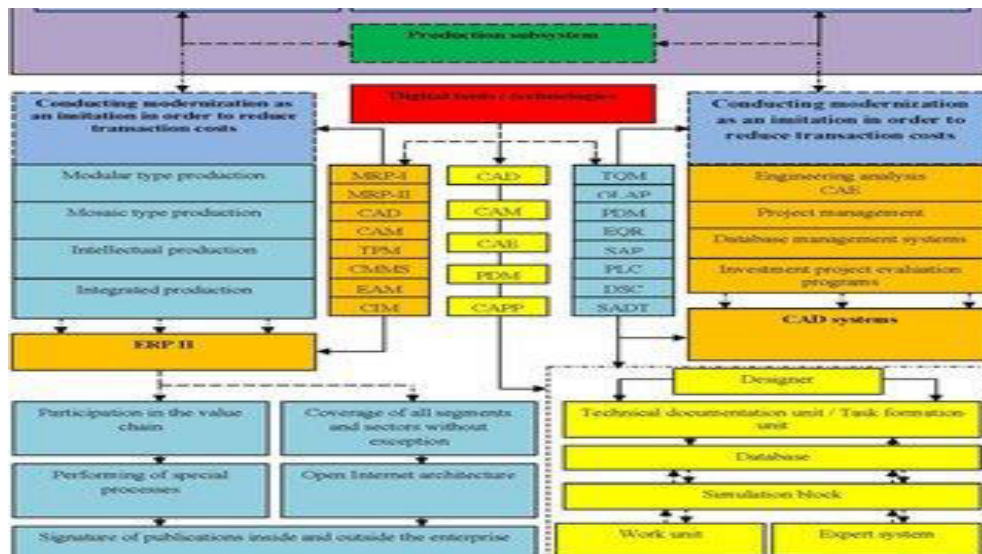 Production subsystem
Conducting modernization as
an imitation in order to reduce
transaction costs
Digital tools / technologies
Conducting modernization
as an imitation in order to
reduce transaction costs
Modular type production
Mosaic type production
Intellectual production
Integrated production
ERP II
MRP-I
MRP-II
CAD
CAM
TPM
CMMS
EAM
CIM
CAD
CAM
CAE
PDM
CAPP
TQM
OLAP
PDM
EQR
SAP
PLC
DSC
SADT
Engineering analysis
CAE
Project management
Database management systems
Investment project evaluation
programs
CAD systems
Participation in the value
chain
Coverage of all segments
and sectors without
exception
Performing of special
processes
Open Internet architecture
Signature of publications inside and outside the enterprise
Designer
Technical documentation unit / Task formation
unit
Database
Simulation block
Work unit
Expert system